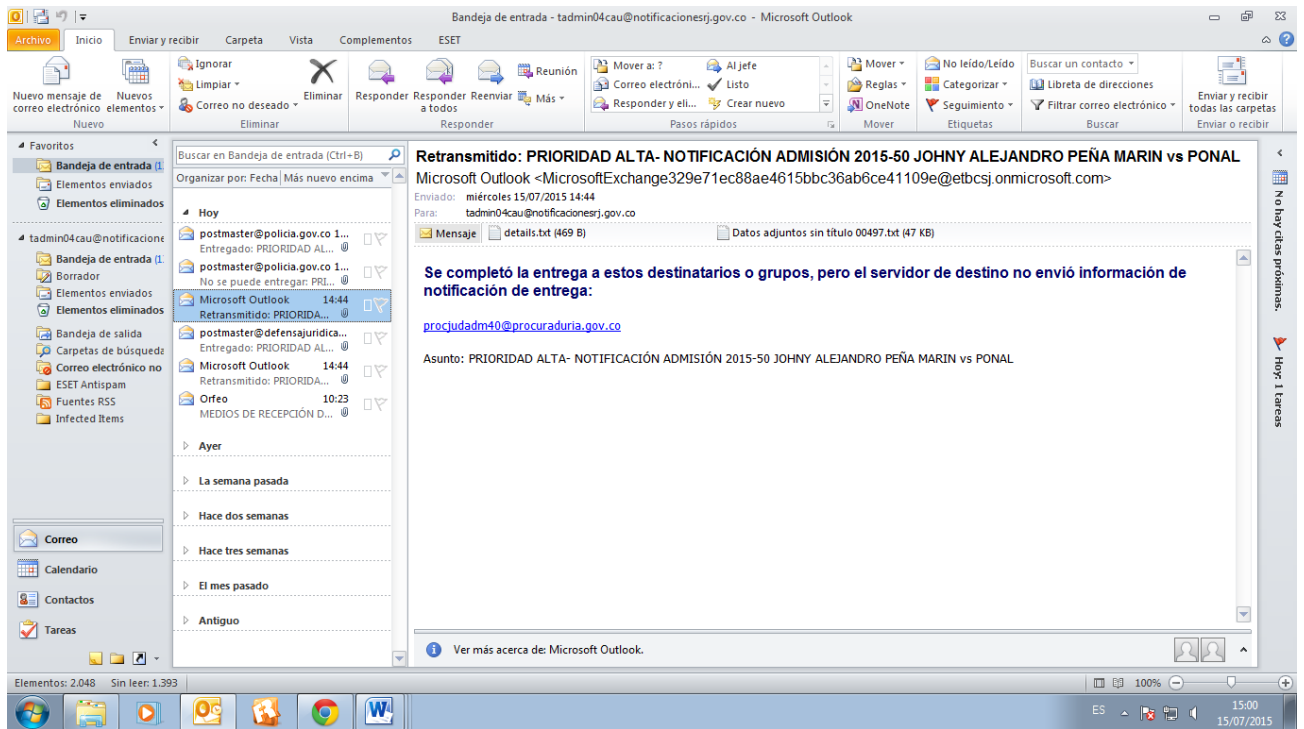 Bandeja de entrada - tadmin04cau@notificacionesrj.gov.co - Microsoft Outlook
Archivo Inicio Enviar y recibir Carpeta Vista Complementos ESET
Nuevo mensaje de correo electrónico
Nuevos elementos
Nuevo
Ignorar
Limpiar
Correo no deseado
Eliminar
Eliminar
Responder
Responder a todos
Reenviar
Reunión
Más
Responder
Mover a: ?
Correo electróni...
Responder y eli...
Al jefe
Listo
Crear nuevo
Pasos rápidos
Mover
Reglas
OneNote
Mover
No leído/Leído
Categorizar
Seguimiento
Etiquetas
Buscar un contacto
Libreta de direcciones
Filtrar correo electrónico
Buscar
Enviar y recibir
todas las carpetas
Enviar o recibir
Favoritos
Bandeja de entrada (1
Elementos enviados
Elementos eliminados
tadmin04cau@notificacione
Bandeja de entrada (1
Borrador
Elementos enviados
Elementos eliminados
Bandeja de salida
Carpetas de búsqueda
Correo electrónico no
ESET Antispam
Fuentes RSS
Infected Items
Correo
Calendario
Contactos
Tareas
Buscar en Bandeja de entrada (Ctrl+B)
Organizar por: Fecha Más nuevo encima
Hoy
postmaster@policia.gov.co 1...
Entregado: PRIORIDAD AL...
postmaster@policia.gov.co 1...
No se puede entregar: PRI...
Microsoft Outlook 14:44
Retransmitido: PRIORIDA...
postmaster@defensajuridica...
Entregado: PRIORIDAD AL...
Microsoft Outlook 14:44
Retransmitido: PRIORIDA...
Orfeo 10:23
MEDIOS DE RECEPCIÓN D...
Ayer
La semana pasada
Hace dos semanas
Hace tres semanas
El mes pasado
Antiguo
Retransmitido: PRIORIDAD ALTA- NOTIFICACIÓN ADMISIÓN 2015-50 JOHNY ALEJANDRO PEÑA MARIN vs PONAL
Microsoft Outlook <MicrosoftExchange329e71ec88ae4615bbc36ab6ce41109e@etbcsj.onmicrosoft.com>
Enviado: miércoles 15/07/2015 14:44
Para: tadmin04cau@notificacionesrj.gov.co
Mensaje details.txt (469 B) Datos adjuntos sin título 00497.txt (47 KB)
Se completó la entrega a estos destinatarios o grupos, pero el servidor de destino no envió información de
notificación de entrega:
procjudadm40@procuraduria.gov.co
Asunto: PRIORIDAD ALTA- NOTIFICACIÓN ADMISIÓN 2015-50 JOHNY ALEJANDRO PEÑA MARIN vs PONAL
Ver más acerca de: Microsoft Outlook.
No hay citas próximas.
Hoy: 1 tareas
Elementos: 2.048 Sin leer: 1.393
100%
ES
15:00
15/07/2015